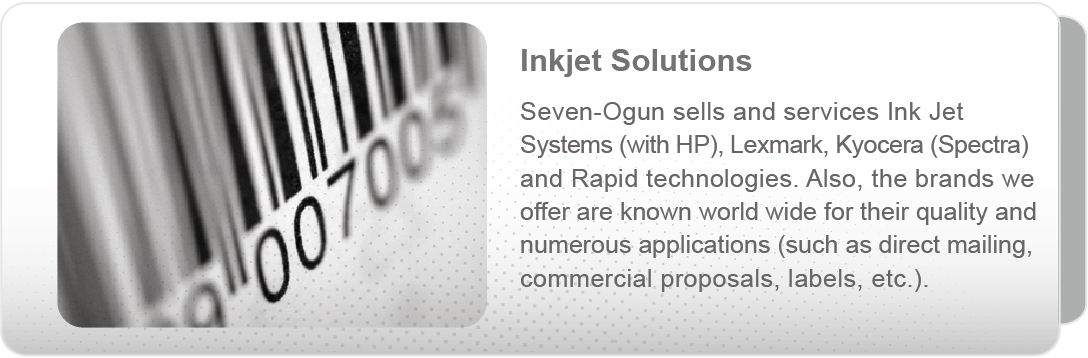 Inkjet Solutions
Seven-Ogun sells and services Ink Jet
Systems (with HP), Lexmark, Kyocera (Spectra)
and Rapid technologies. Also, the brands we
offer are known world wide for their quality and
numerous applications (such as direct mailing,
commercial proposals, labels, etc.).
9 007005